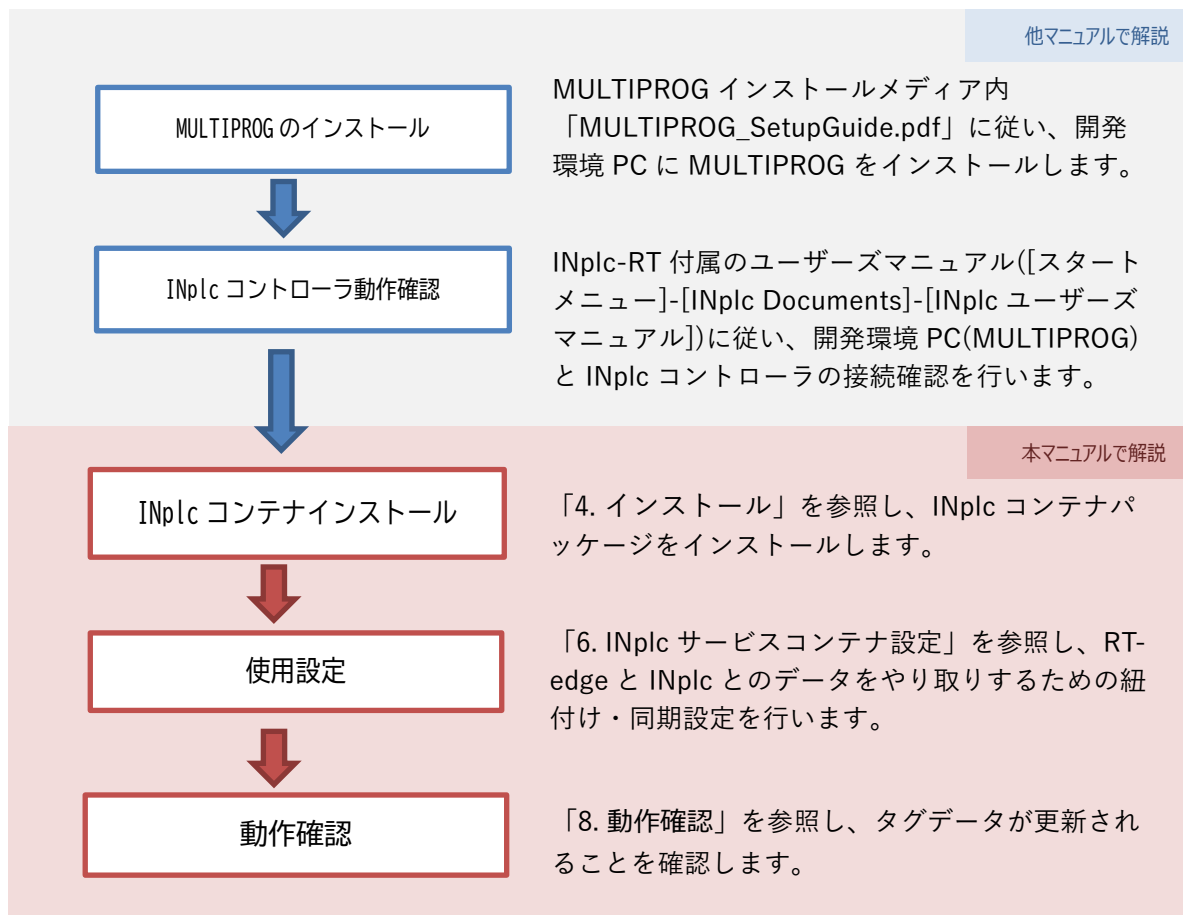 他マニュアルで解説
MULTIPROG のインストール
MULTIPROG インストールメディア内
「MULTIPROG_SetupGuide.pdf」に従い、開発
環境 PC に MULTIPROG をインストールします。
INplc コントローラ動作確認
INplc-RT 付属のユーザーズマニュアル([スタート
メニュー]-[INplc Documents]-[INplc ユーザーズ
マニュアル])に従い、開発環境 PC(MULTIPROG)
と INplc コントローラの接続確認を行います。
本マニュアルで解説
INplc コンテナインストール
「4. インストール」を参照し、INplc コンテナパ
ッケージをインストールします。
使用設定
「6. INplc サービスコンテナ設定」を参照し、RT-
edge と INplc とのデータをやり取りするための紐
付け・同期設定を行います。
動作確認
「8. 動作確認」を参照し、タグデータが更新され
ることを確認します。